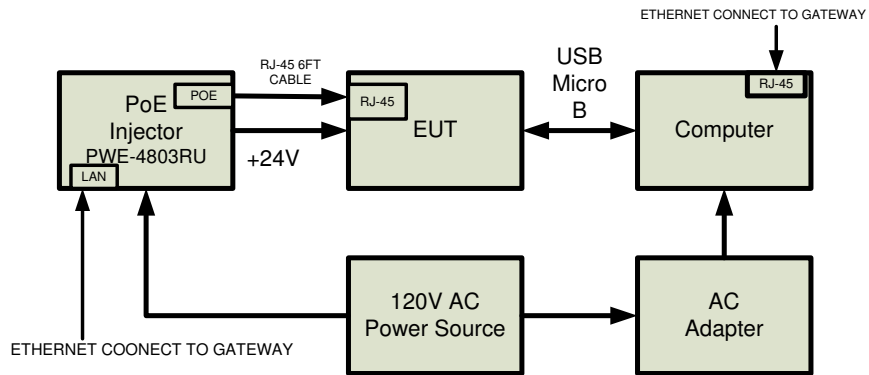 ETHERNET CONNECT TO GATEWAY
RJ-45 6FT
CABLE
USB
Micro
B
PoE
Injector
PWE-4803RU
POE
LAN
RJ-45
EUT
RJ-45
Computer
+24V
120V AC
Power Source
AC
Adapter
ETHERNET COONECT TO GATEWAY